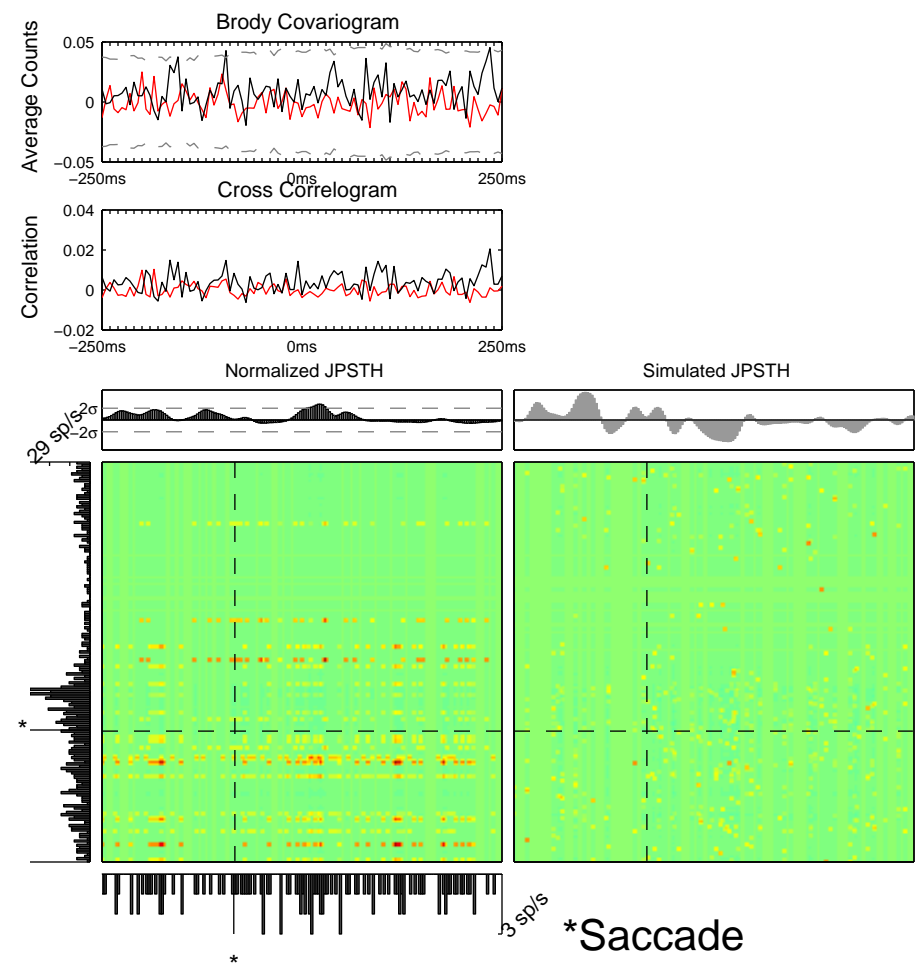 Brody Covariogram
Average Counts
0.05
0
−0.05
−250ms 0ms 250ms
Cross Correlogram
Correlation
0.04
0.02
0
−0.02
−250ms 0ms 250ms
Normalized JPSTH
Simulated JPSTH
2σ
−2σ
29 sp/s
*
3 sp/s
*
*Saccade